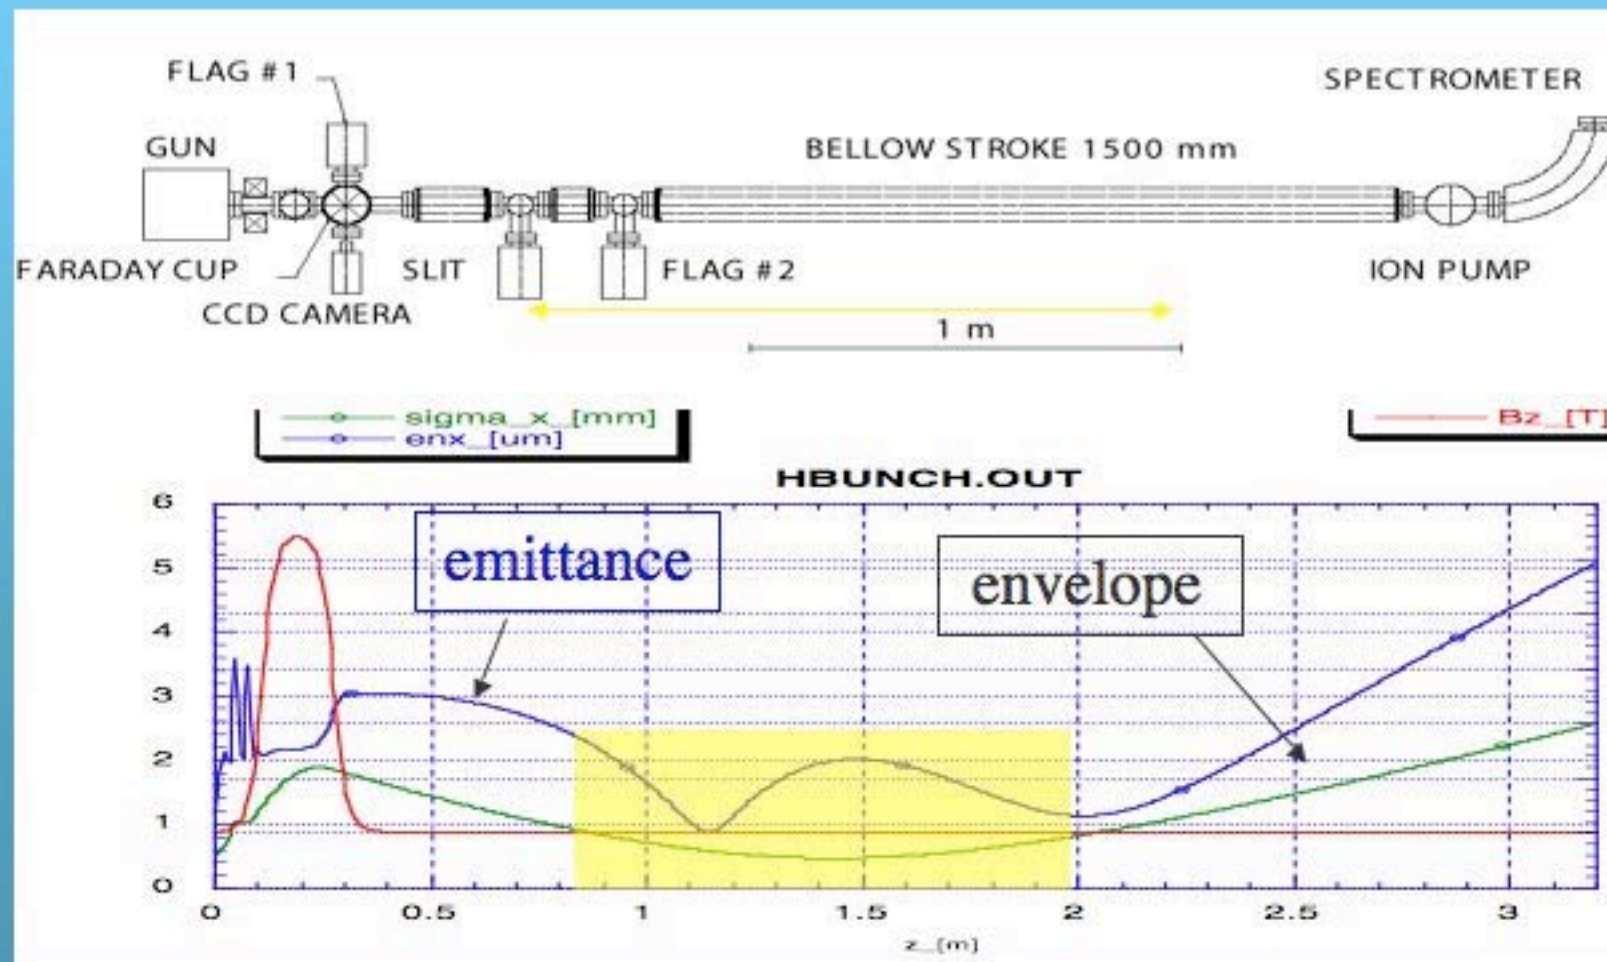 FLAG #1
SPECTROMETER
GUN
BELLOW STROKE 1500 mm
FARADAY CUP
SLIT
FLAG #2
ION PUMP
CCD CAMERA
1 m
sigma_x_[mm]
enx_[um]
Bz_[T]
HBUNCH.OUT
6
5
4
3
2
1
0
emittance
envelope
0 0.5 1 1.5 2 2.5 3
z_[m]